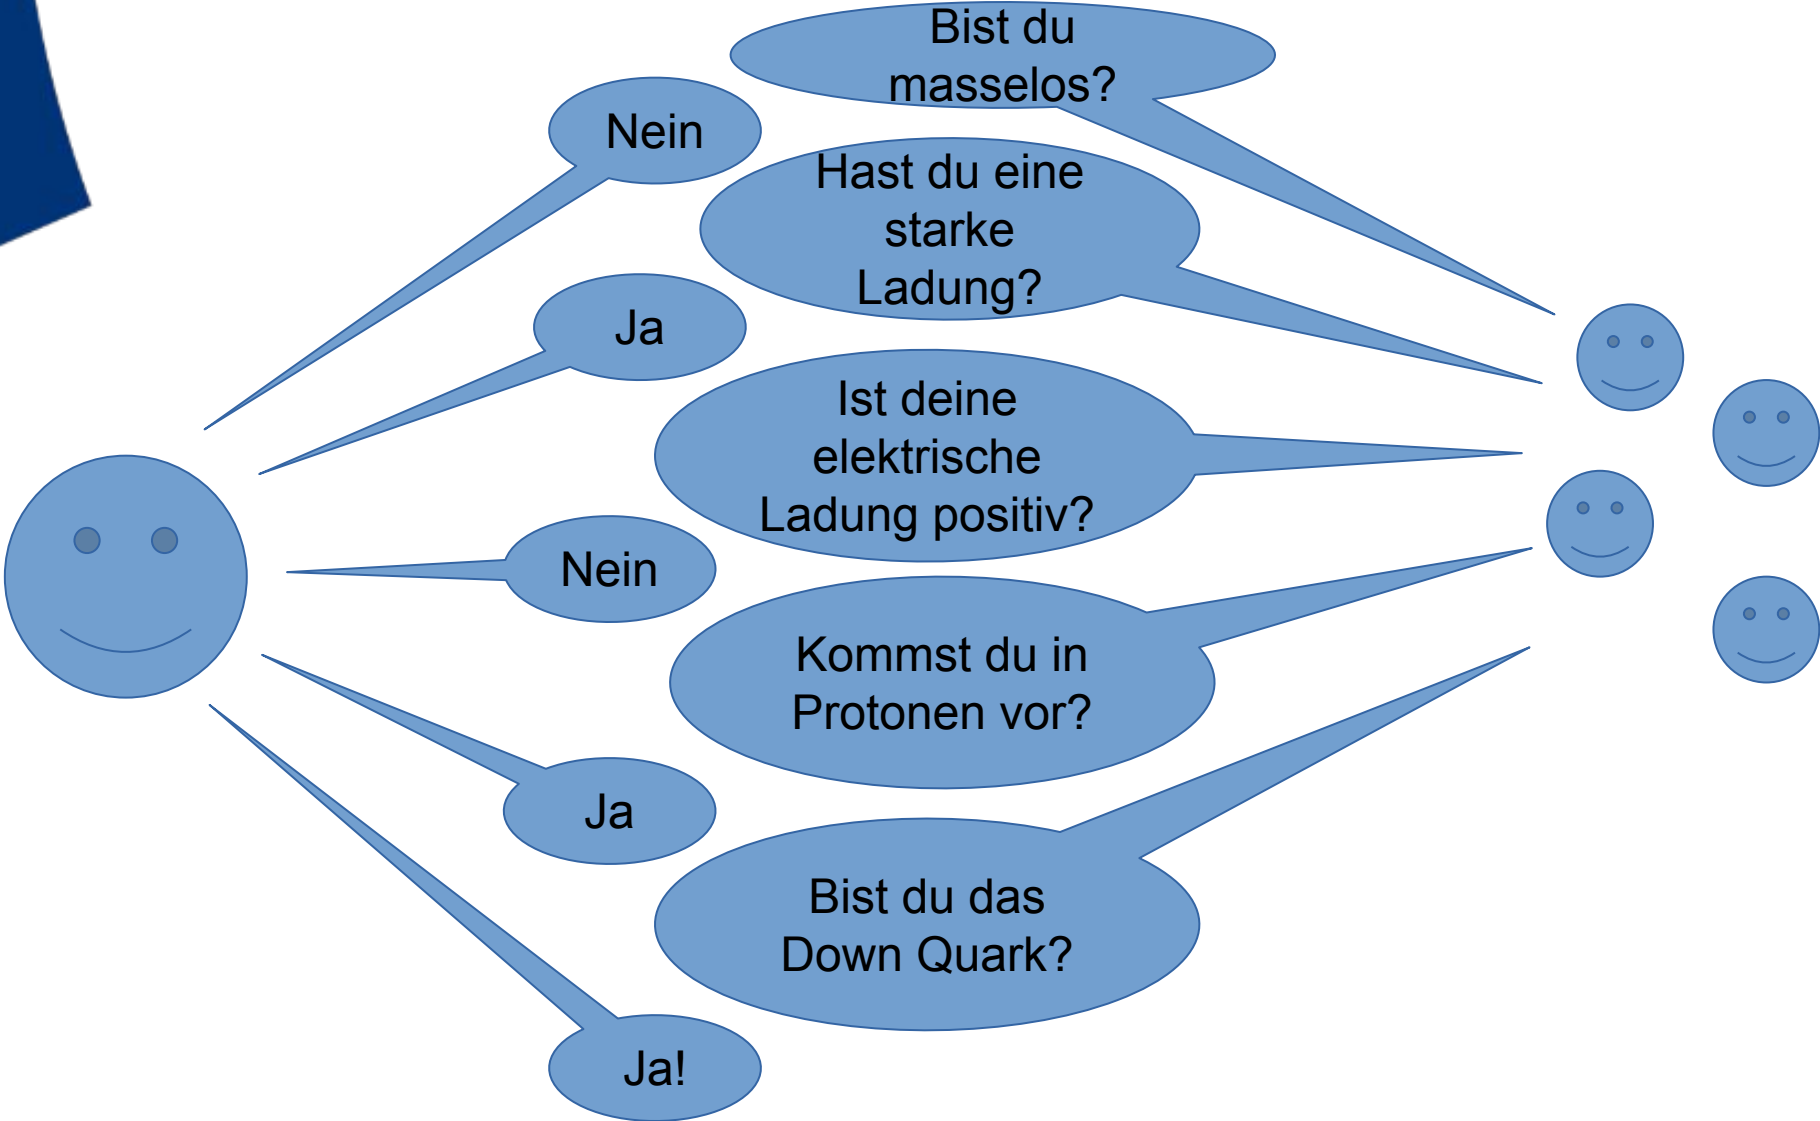 Bist du
masselos?
Nein
Hast du eine
starke
Ladung?
Ja
Ist deine
elektrische
Ladung positiv?
Nein
Kommst du in
Protonen vor?
Ja
Bist du das
Down Quark?
Ja!